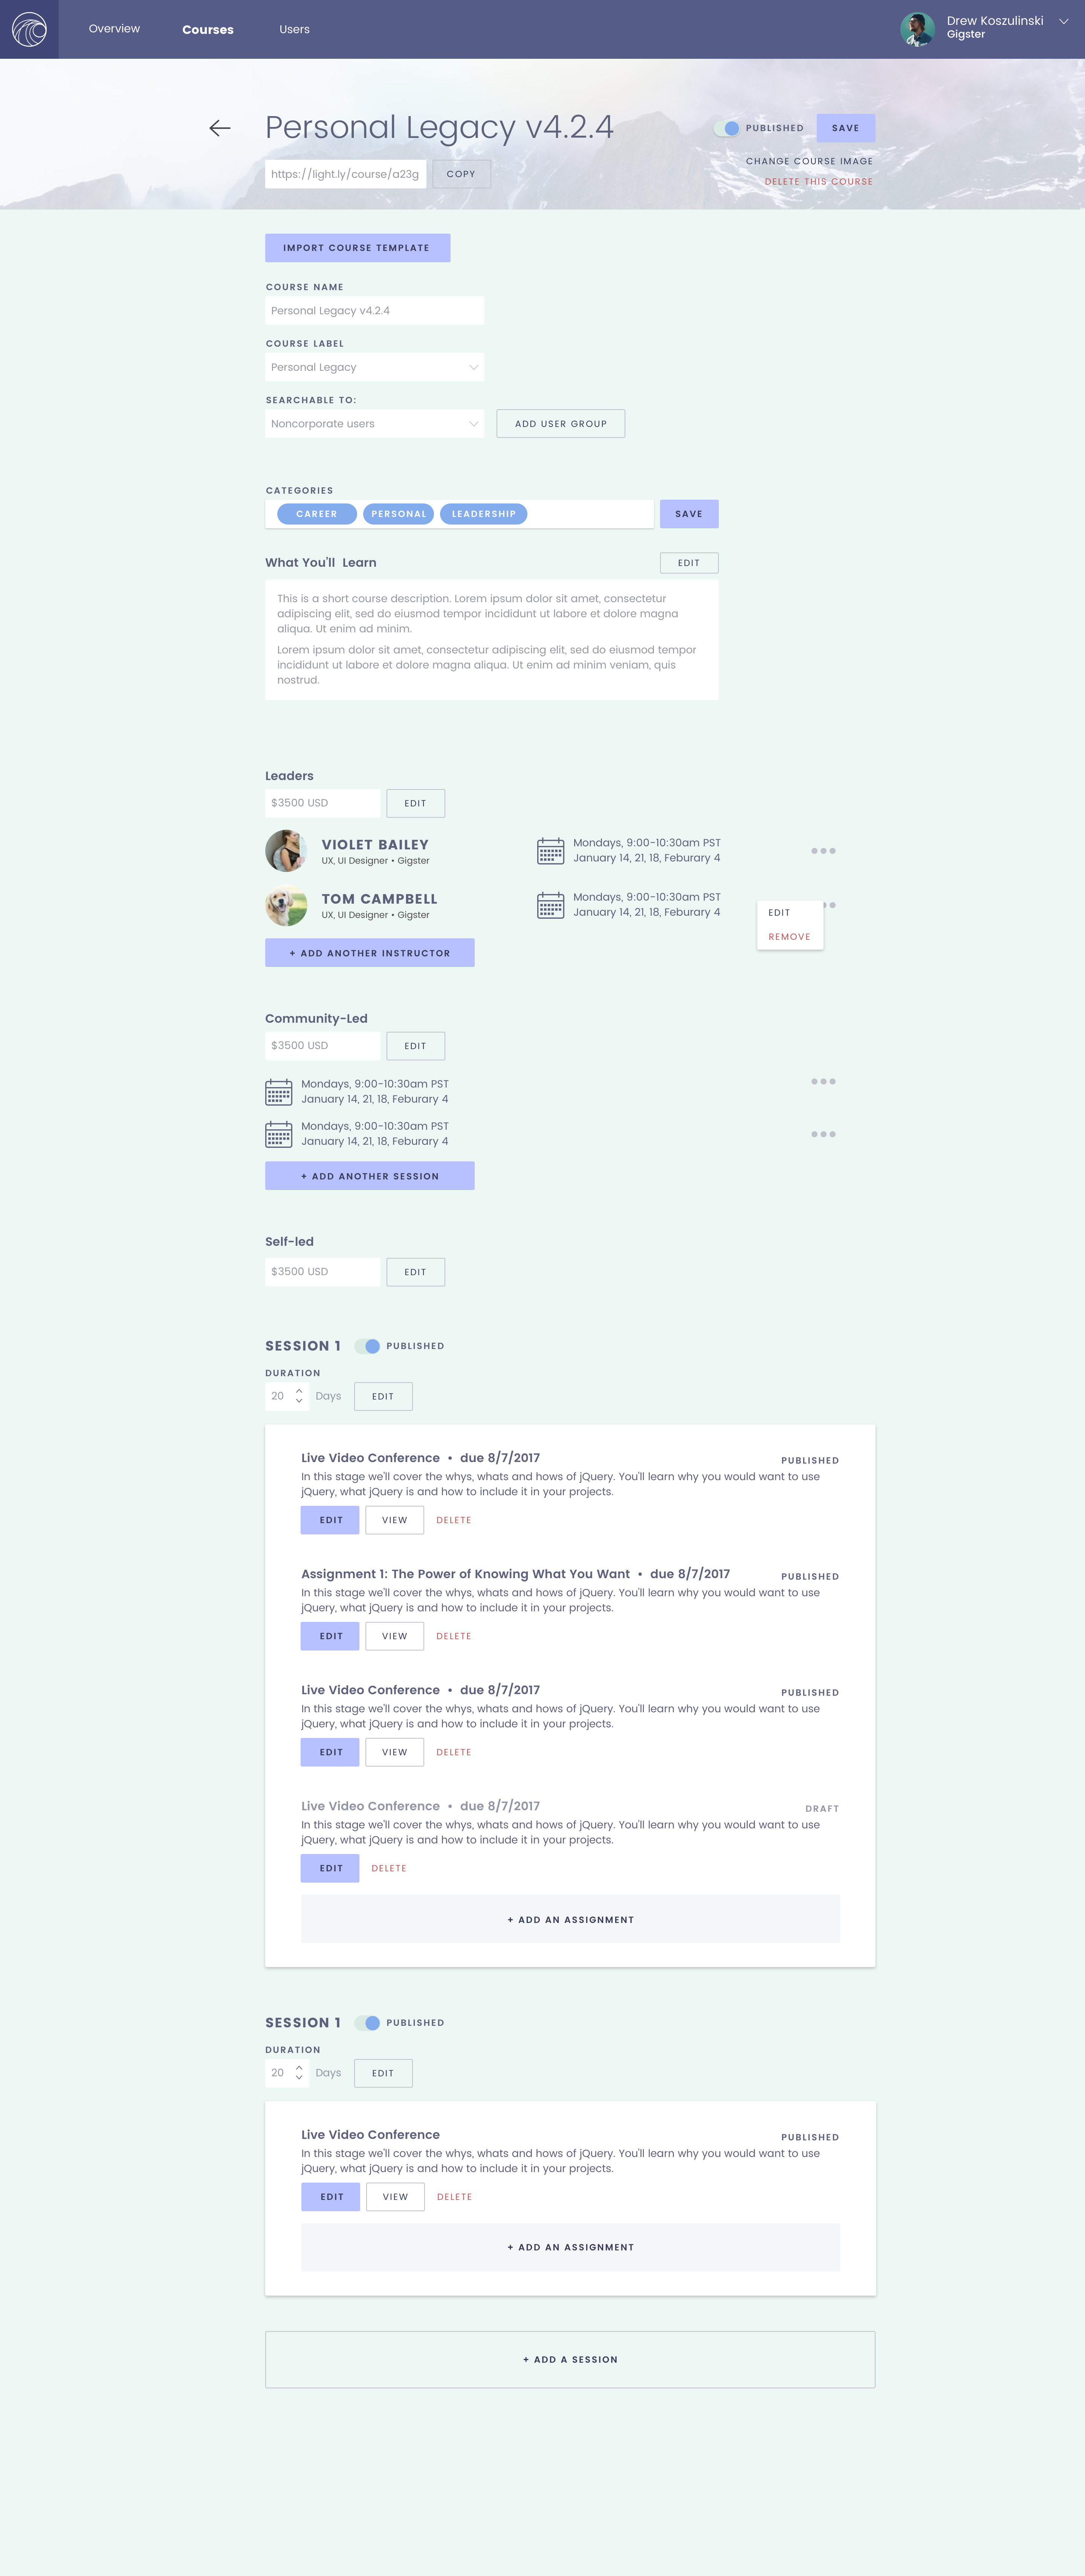 Overview
Courses
Users
Drew Koszulinski
Gigster
Personal Legacy v4.2.4
PUBLISHED
SAVE
https://light.ly/course/a23g
COPY
CHANGE COURSE IMAGE
DELETE THIS COURSE
IMPORT COURSE TEMPLATE
COURSE NAME
Personal Legacy v4.2.4
COURSE LABEL
Personal Legacy
SEARCHABLE TO:
Noncorporate users
ADD USER GROUP
CATEGORIES
CAREER
PERSONAL
LEADERSHIP
SAVE
What You'll Learn
EDIT
This is a short course description. Lorem ipsum dolor sit amet, consectetur
adipiscing elit, sed do eiusmod tempor incididunt ut labore et dolore magna
aliqua. Ut enim ad minim.
Lorem ipsum dolor sit amet, consectetur adipiscing elit, sed do eiusmod tempor
incididunt ut labore et dolore magna aliqua. Ut enim ad minim veniam, quis
nostrud.
Leaders
$3500 USD
EDIT
VIOLET BAILEY
UX, UI Designer • Gigster
Mondays, 9:00-10:30am PST
January 14, 21, 18, Feburary 4
TOM CAMPBELL
UX, UI Designer • Gigster
Mondays, 9:00-10:30am PST
January 14, 21, 18, Feburary 4
EDIT
REMOVE
+ ADD ANOTHER INSTRUCTOR
Community-Led
$3500 USD
EDIT
Mondays, 9:00-10:30am PST
January 14, 21, 18, Feburary 4
Mondays, 9:00-10:30am PST
January 14, 21, 18, Feburary 4
+ ADD ANOTHER SESSION
Self-led
$3500 USD
EDIT
SESSION 1
PUBLISHED
DURATION
20
Days
EDIT
Live Video Conference • due 8/7/2017
PUBLISHED
In this stage we'll cover the whys, whats and hows of jQuery. You'll learn why you would want to use
jQuery, what jQuery is and how to include it in your projects.
EDIT
VIEW
DELETE
Assignment 1: The Power of Knowing What You Want • due 8/7/2017
PUBLISHED
In this stage we'll cover the whys, whats and hows of jQuery. You'll learn why you would want to use
jQuery, what jQuery is and how to include it in your projects.
EDIT
VIEW
DELETE
Live Video Conference • due 8/7/2017
PUBLISHED
In this stage we'll cover the whys, whats and hows of jQuery. You'll learn why you would want to use
jQuery, what jQuery is and how to include it in your projects.
EDIT
VIEW
DELETE
Live Video Conference • due 8/7/2017
DRAFT
In this stage we'll cover the whys, whats and hows of jQuery. You'll learn why you would want to use
jQuery, what jQuery is and how to include it in your projects.
EDIT
DELETE
+ ADD AN ASSIGNMENT
SESSION 1
PUBLISHED
DURATION
20
Days
EDIT
Live Video Conference
PUBLISHED
In this stage we'll cover the whys, whats and hows of jQuery. You'll learn why you would want to use
jQuery, what jQuery is and how to include it in your projects.
EDIT
VIEW
DELETE
+ ADD AN ASSIGNMENT
+ ADD A SESSION